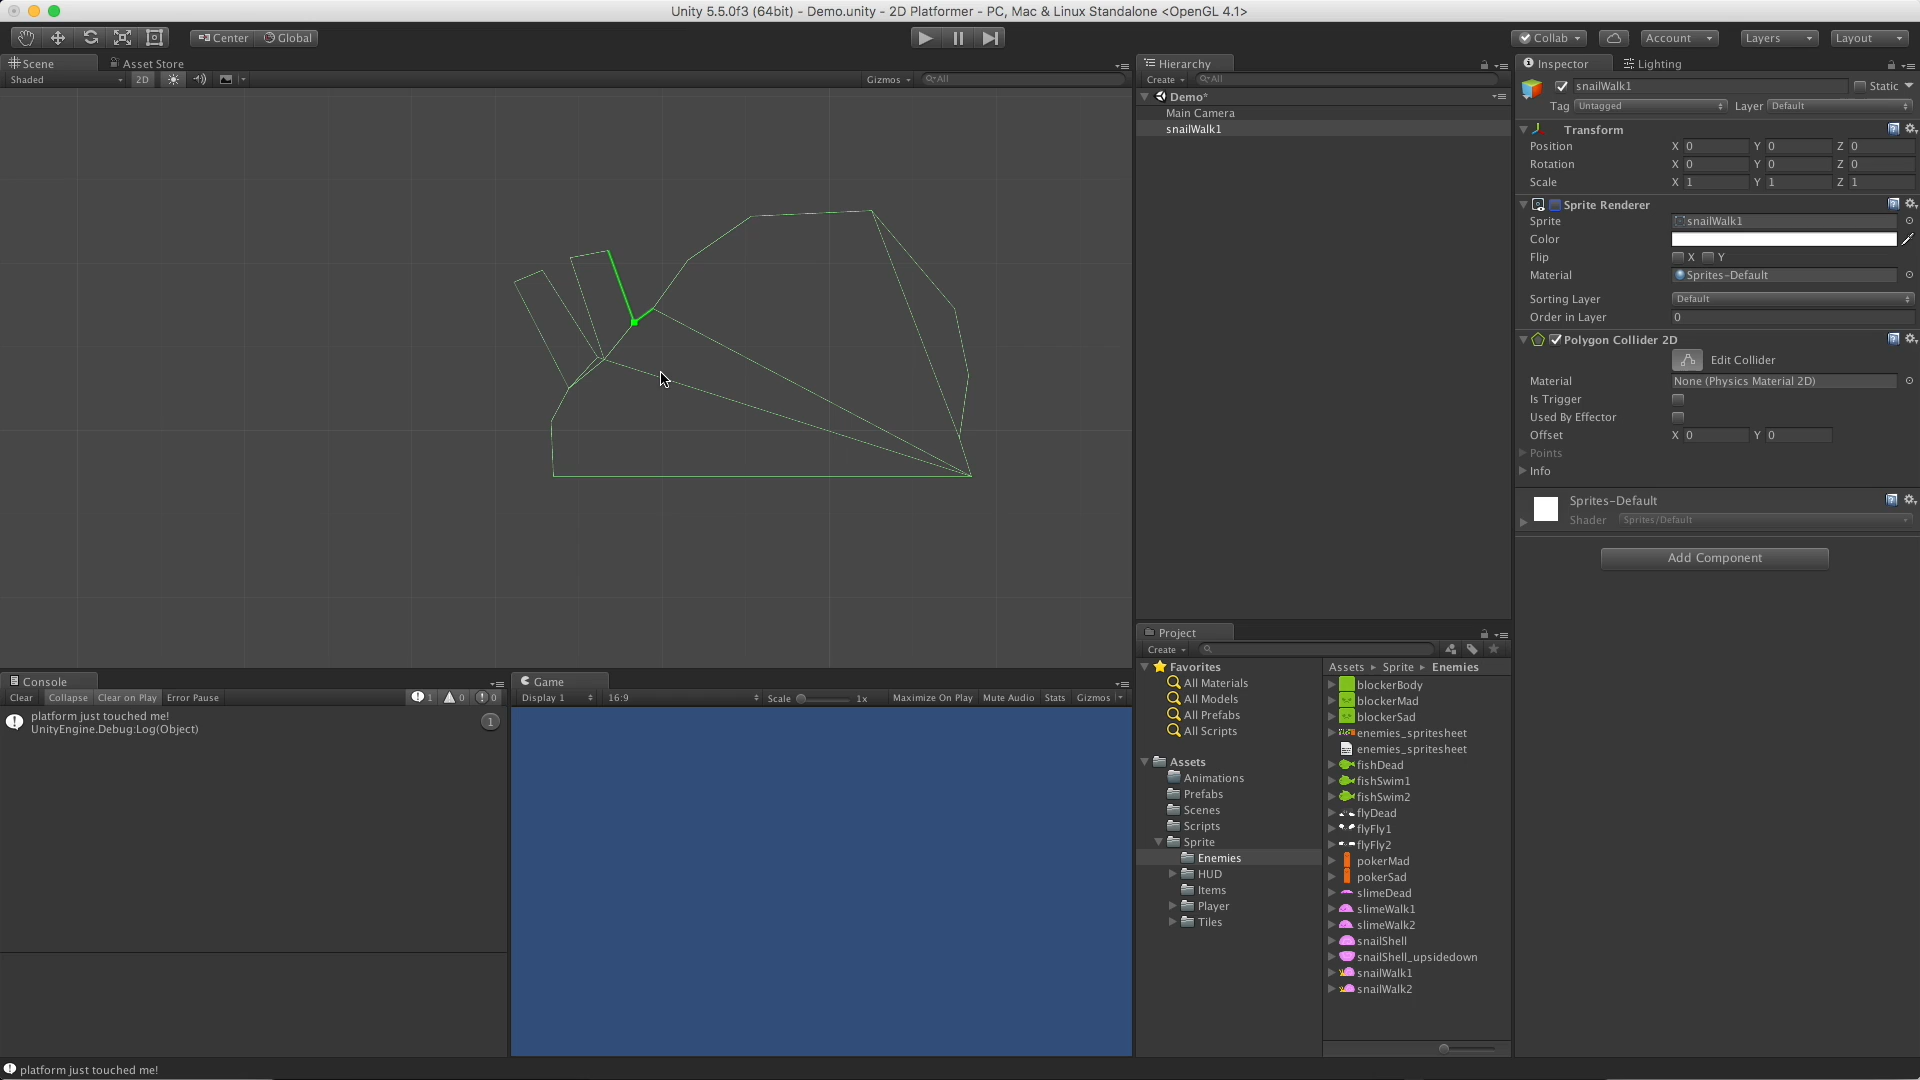 Unity 5.5.0f3 (64bit) - Demo.unity - 2D Platformer - PC, Mac & Linux Standalone <OpenGL 4.1>
Center Global Collab Account Layers Layout
Scene Asset Store
Shaded 2D Gizmos All
Hierarchy
Create All
Demo*
Main Camera
snailWalk1
Inspector Lighting
snailWalk1 Static
Tag Untagged Layer Default
Transform
Position X 0 Y 0 Z 0
Rotation X 0 Y 0 Z 0
Scale X 1 Y 1 Z 1
Sprite Renderer
Sprite snailWalk1
Color
Flip X Y
Material Sprites-Default
Sorting Layer Default
Order in Layer 0
Polygon Collider 2D
Edit Collider
Material None (Physics Material 2D)
Is Trigger
Used By Effector
Offset X 0 Y 0
Points
Info
Sprites-Default
Shader Sprites/Default
Add Component
Console
Clear Collapse Clear on Play Error Pause 1 0 0
platform just touched me!
UnityEngine.Debug:Log(Object)
1
Game
Display 1 16:9 Scale 1x Maximize On Play Mute Audio Stats Gizmos
Project
Create
Favorites
All Materials
All Models
All Prefabs
All Scripts
Assets
Animations
Prefabs
Scenes
Scripts
Sprite
Enemies
HUD
Items
Player
Tiles
Assets Sprite Enemies
blockerBody
blockerMad
blockerSad
enemies_spritesheet
enemies_spritesheet
fishDead
fishSwim1
fishSwim2
flyDead
flyFly1
flyFly2
pokerMad
pokerSad
slimeDead
slimeWalk1
slimeWalk2
snailShell
snailShell_upsidedown
snailWalk1
snailWalk2
platform just touched me!